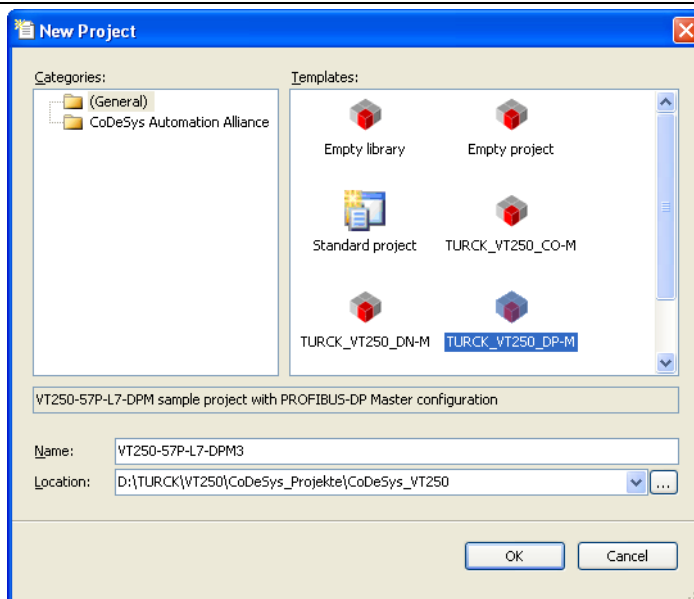 New Project
Categories:
(General)
CoDeSys Automation Alliance
Templates:
Empty library
Empty project
Standard project
TURCK_VT250_CO-M
TURCK_VT250_DN-M
TURCK_VT250_DP-M
VT250-57P-L7-DPM sample project with PROFIBUS-DP Master configuration
Name:
VT250-57P-L7-DPM3
Location:
D:\TURCK\VT250\CoDeSys_Projekte\CoDeSys_VT250
...
OK
Cancel